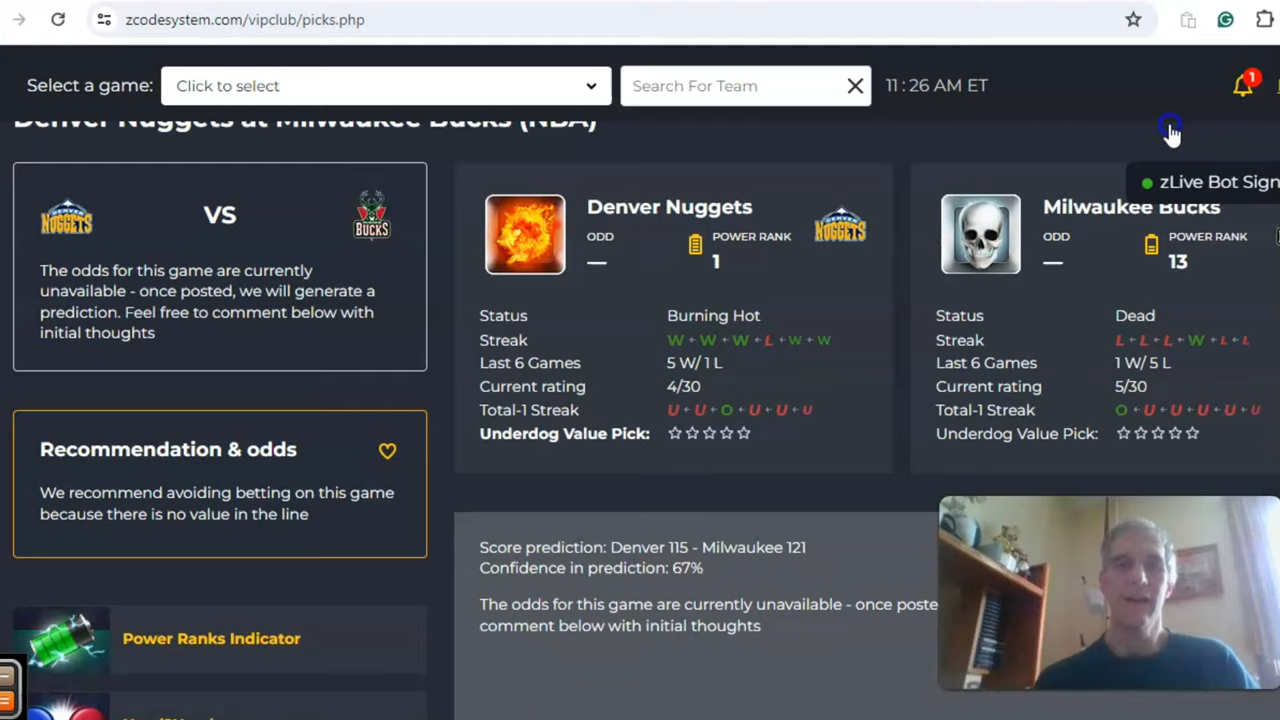 zcodesystem.com/vipclub/picks.php
Select a game:
Click to select
Search For Team
11:26 AM ET
1
Denver Nuggets at Milwaukee Bucks (NBA)
NUGGETS
VS
BUCKS
The odds for this game are currently
unavailable - once posted, we will generate a
prediction. Feel free to comment below with
initial thoughts
Recommendation & odds
We recommend avoiding betting on this game
because there is no value in the line
Power Ranks Indicator
Denver Nuggets
NUGGETS
ODD
—
POWER RANK
1
Status Burning Hot
Streak W ← W ← W ← L ← W ← W
Last 6 Games 5 W/ 1 L
Current rating 4/30
Total-1 Streak U ← U ← O ← U ← U ← U
Underdog Value Pick: ☆☆☆☆☆
zLive Bot Sign
Milwaukee Bucks
ODD
—
POWER RANK
13
Status Dead
Streak L ← L ← L ← W ← L ← L
Last 6 Games 1 W/ 5 L
Current rating 5/30
Total-1 Streak O ← U ← U ← U ← U ← U
Underdog Value Pick: ☆☆☆☆☆
Score prediction: Denver 115 - Milwaukee 121
Confidence in prediction: 67%
The odds for this game are currently unavailable - once poste
comment below with initial thoughts